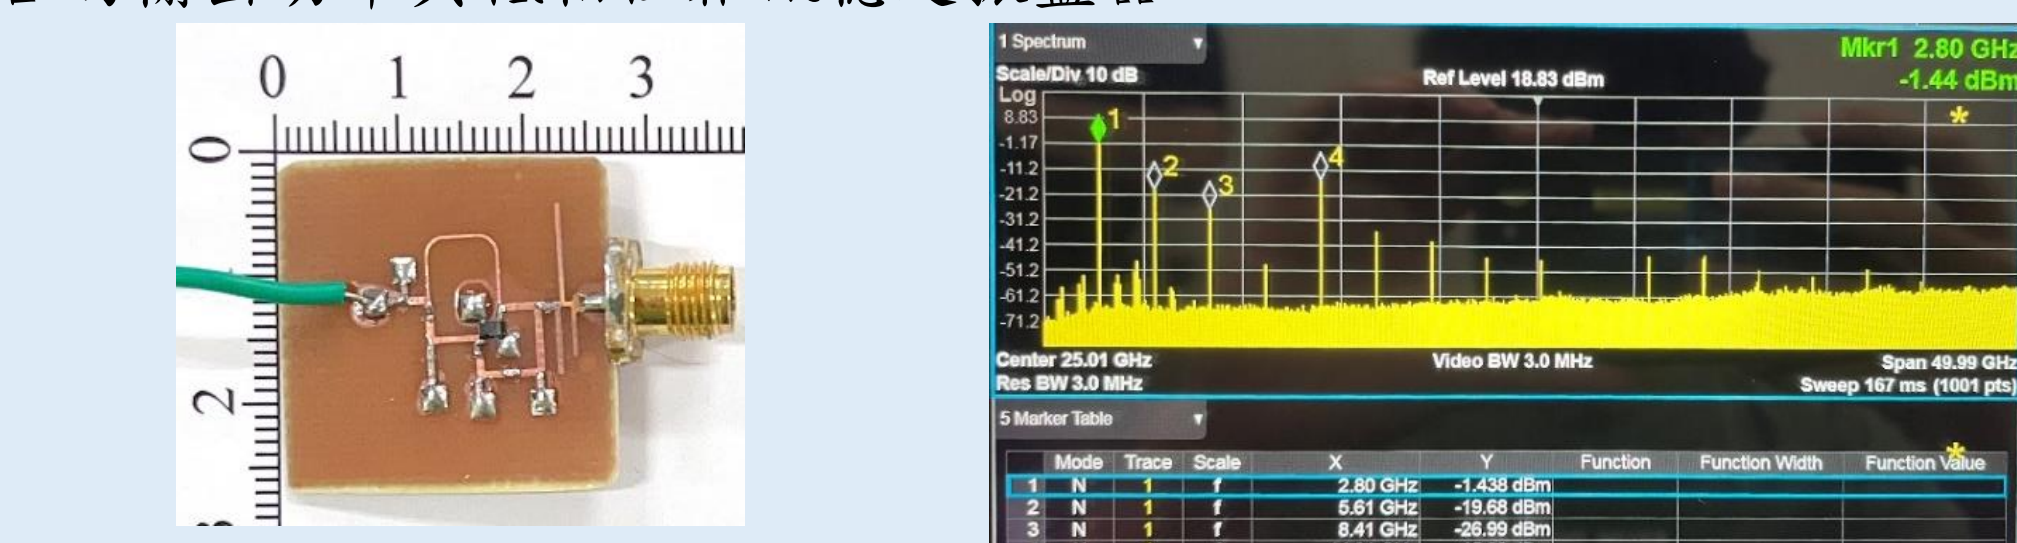 0 1 2 3
0
2
1 Spectrum
Mkr1 2.80 GHz
Scale/Div 10 dB
Ref Level 18.83 dBm
-1.44 dBm
Log
1
8.83
-1.17
4
-11.2
2
3
-21.2
-31.2
-41.2
-51.2
-61.2
-71.2
Center 25.01 GHz
Video BW 3.0 MHz
Span 49.99 GHz
Res BW 3.0 MHz
Sweep 167 ms (1001 pts)
5 Marker Table
Mode Trace Scale X Y Function Function Width Function Value
1 N 1 f 2.80 GHz -1.438 dBm
2 N 1 f 5.61 GHz -19.68 dBm
3 N 1 f 8.41 GHz -26.99 dBm